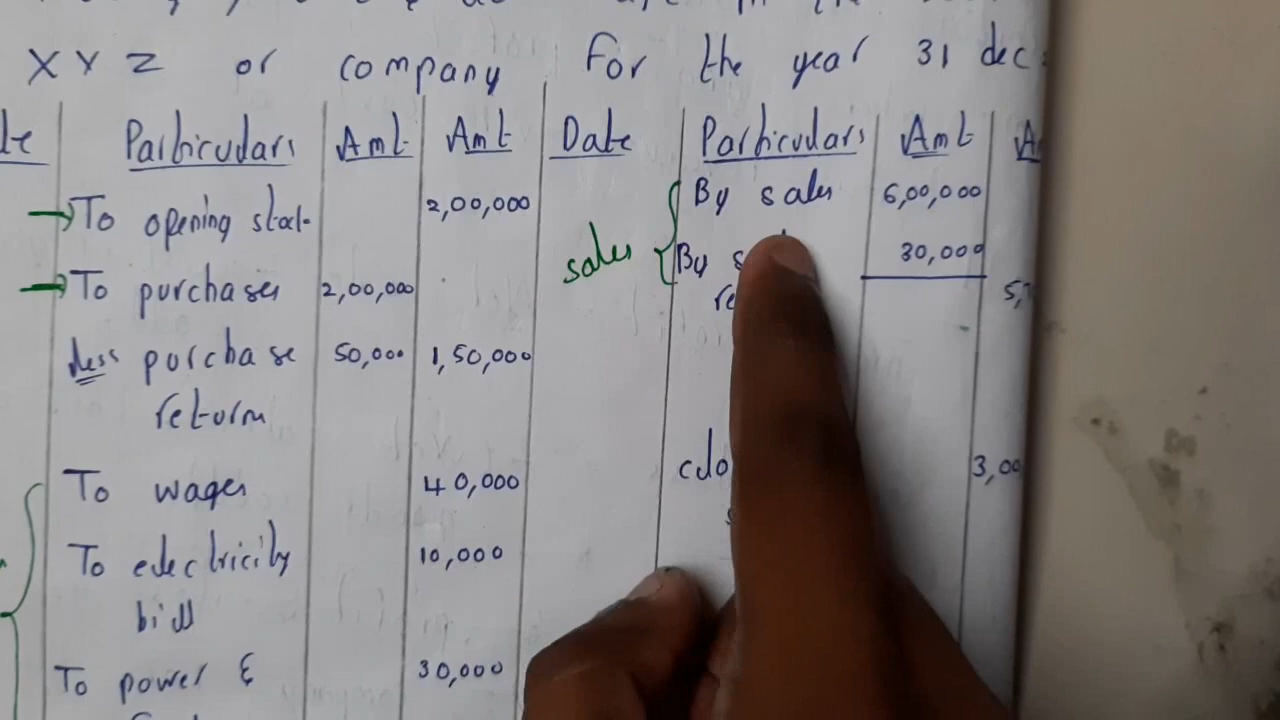 XYZ or company for the year 31 dec
Particulars Amt Amt Date Particulars Amt
To opening stock 2,00,000 By sales 6,00,000
sales By 30,000
To purchases 2,00,000
less purchase 50,000 1,50,000
return
To wages 40,000
To electricity 10,000
bill
To power & 30,000